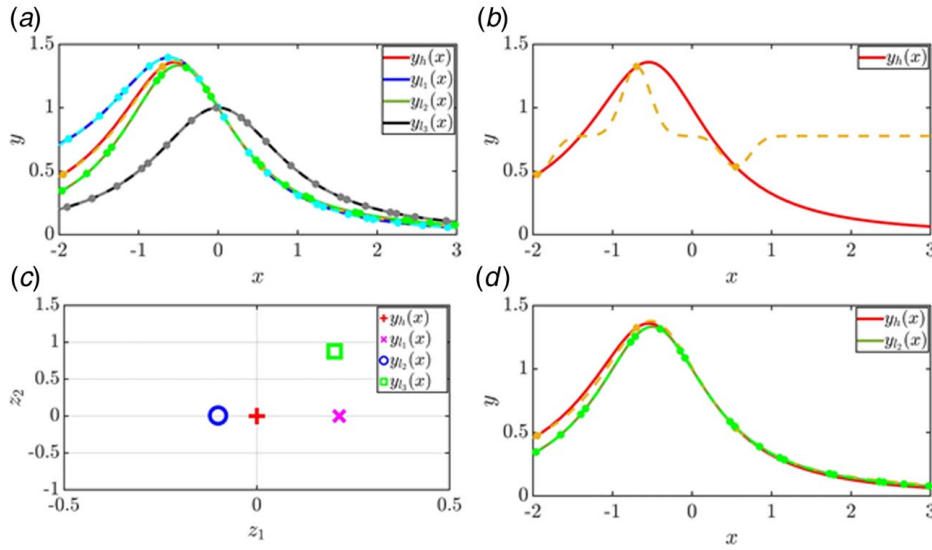 (a)
1.5
1
0.5
0
y
-2
-1
0
1
2
3
x
y_h(x)
y_{l_1}(x)
y_{l_2}(x)
y_{l_3}(x)
(b)
1.5
1
0.5
0
y
-2
-1
0
1
2
3
x
y_h(x)
(c)
1.5
1
0.5
0
-0.5
-1
z_2
-0.5
0
0.5
z_1
y_h(x)
y_{l_1}(x)
y_{l_2}(x)
y_{l_3}(x)
(d)
1.5
1
0.5
0
y
-2
-1
0
1
2
3
x
y_h(x)
y_{l_2}(x)